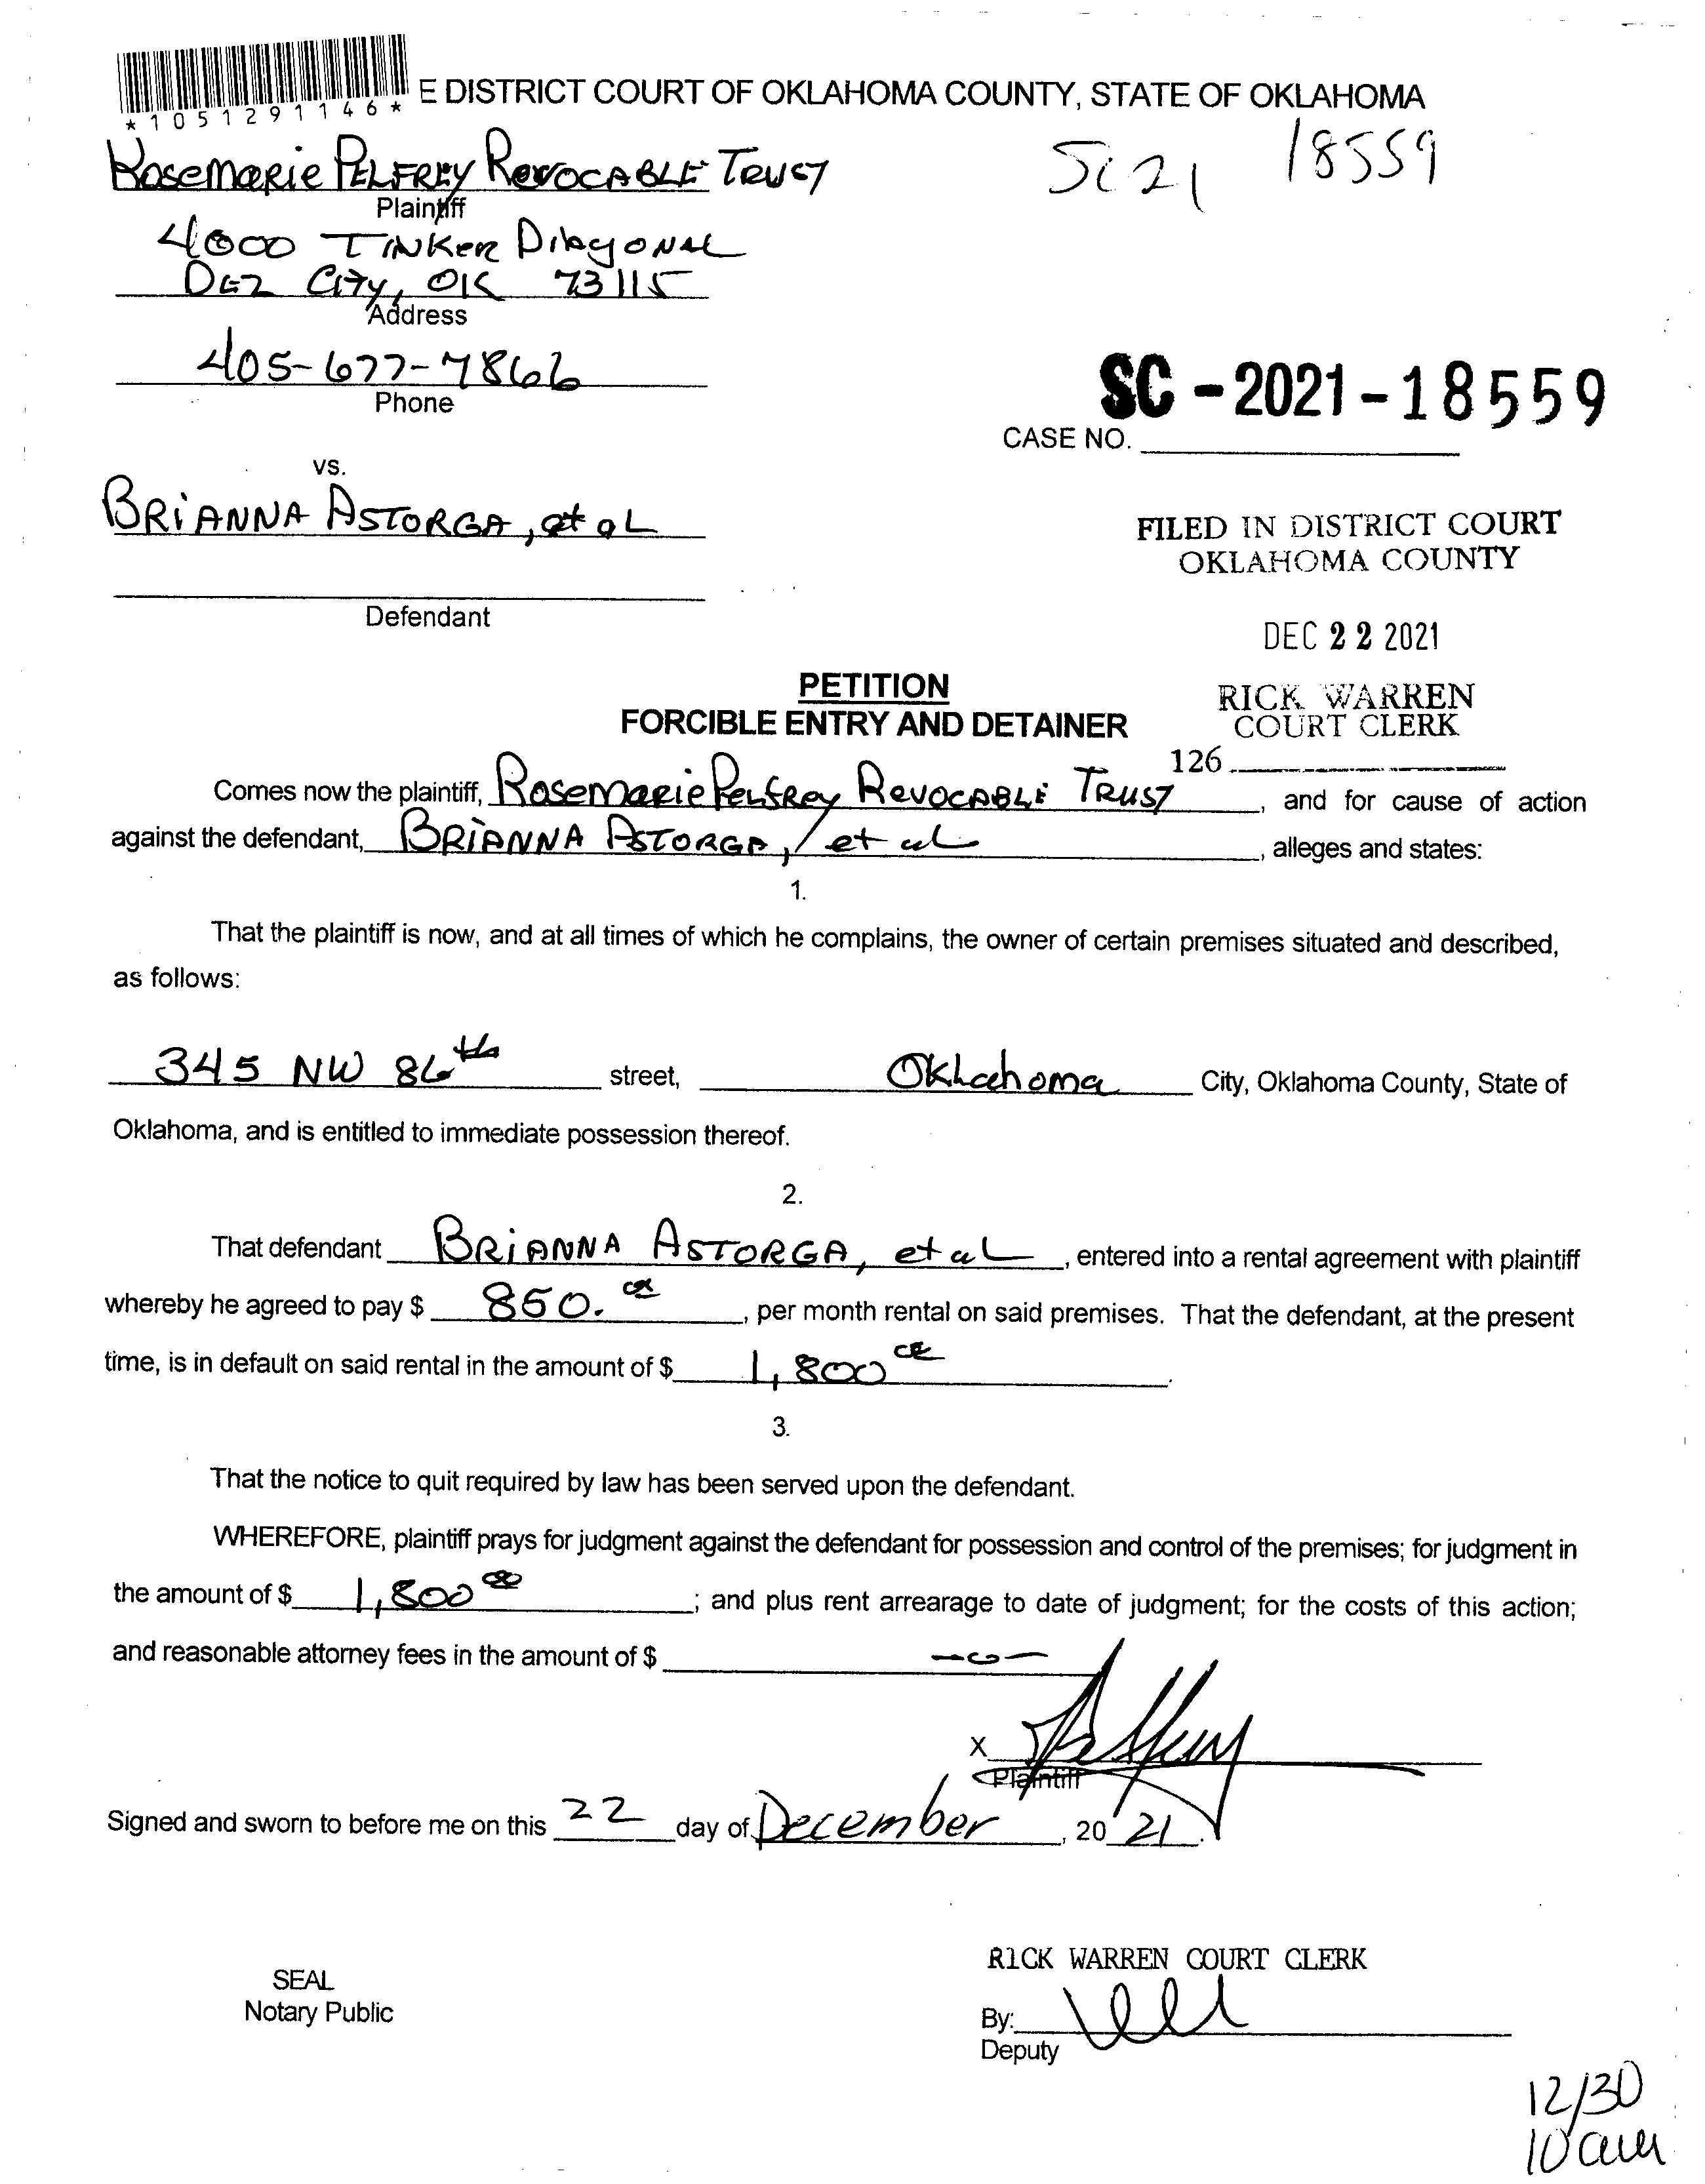 *1051291146*
E DISTRICT COURT OF OKLAHOMA COUNTY, STATE OF OKLAHOMA
Rosemarie Pelfrey Revocable Trust
SC 21 18559
Plaintiff
4000 Tinker Diagonal
Del City, OK 73115
Address
405-677-7866
Phone
SC-2021-18559
CASE NO.
vs.
Brianna Astorga, et al
Defendant
FILED IN DISTRICT COURT
OKLAHOMA COUNTY
DEC 22 2021
RICK WARREN
COURT CLERK
126
PETITION
FORCIBLE ENTRY AND DETAINER
Comes now the plaintiff, Rosemarie Pelfrey Revocable Trust, and for cause of action
against the defendant, Brianna Astorga, et al, alleges and states:
1.
That the plaintiff is now, and at all times of which he complains, the owner of certain premises situated and described,
as follows:
345 NW 86th street, Oklahoma City, Oklahoma County, State of
Oklahoma, and is entitled to immediate possession thereof.
2.
That defendant Brianna Astorga, et al, entered into a rental agreement with plaintiff
whereby he agreed to pay $ 850.00, per month rental on said premises. That the defendant, at the present
time, is in default on said rental in the amount of $ 1,800 00.
3.
That the notice to quit required by law has been served upon the defendant.
WHEREFORE, plaintiff prays for judgment against the defendant for possession and control of the premises; for judgment in
the amount of $ 1,800 00; and plus rent arrearage to date of judgment; for the costs of this action;
and reasonable attorney fees in the amount of $ -0-
X
Plaintiff
Signed and sworn to before me on this 22 day of December, 20 21.
SEAL
Notary Public
RICK WARREN COURT CLERK
By:
Deputy
12/30
10 am